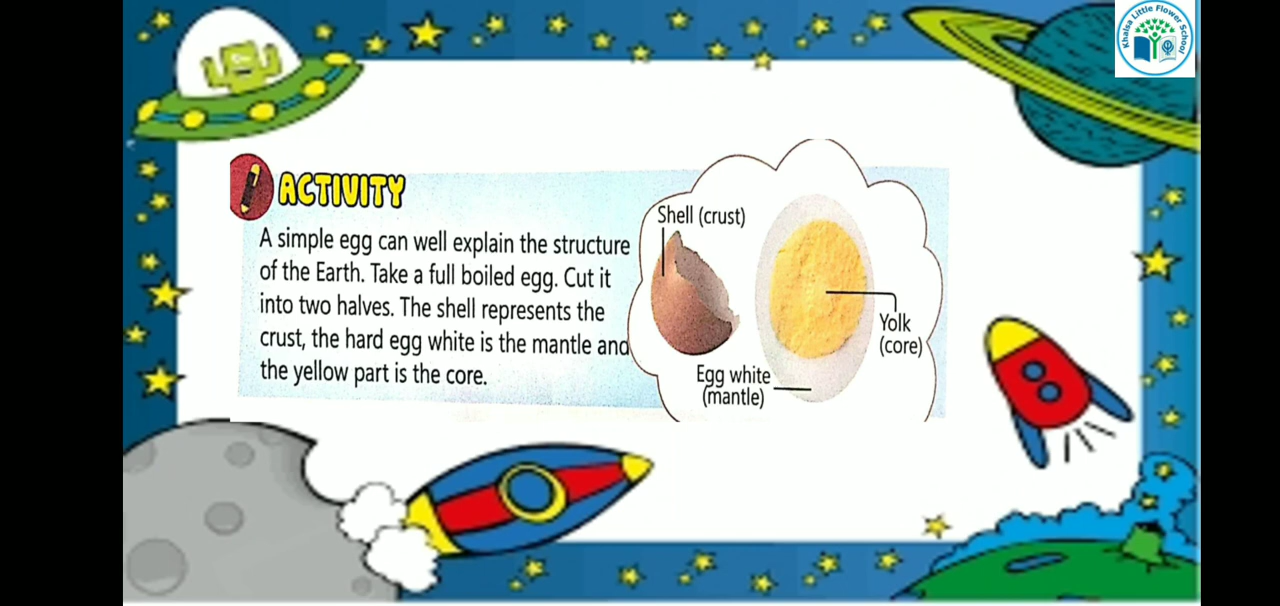 Khalsa Little Flower School
ACTIVITY
A simple egg can well explain the structure
of the Earth. Take a full boiled egg. Cut it
into two halves. The shell represents the
crust, the hard egg white is the mantle and
the yellow part is the core.
Shell (crust)
Yolk
(core)
Egg white
(mantle)